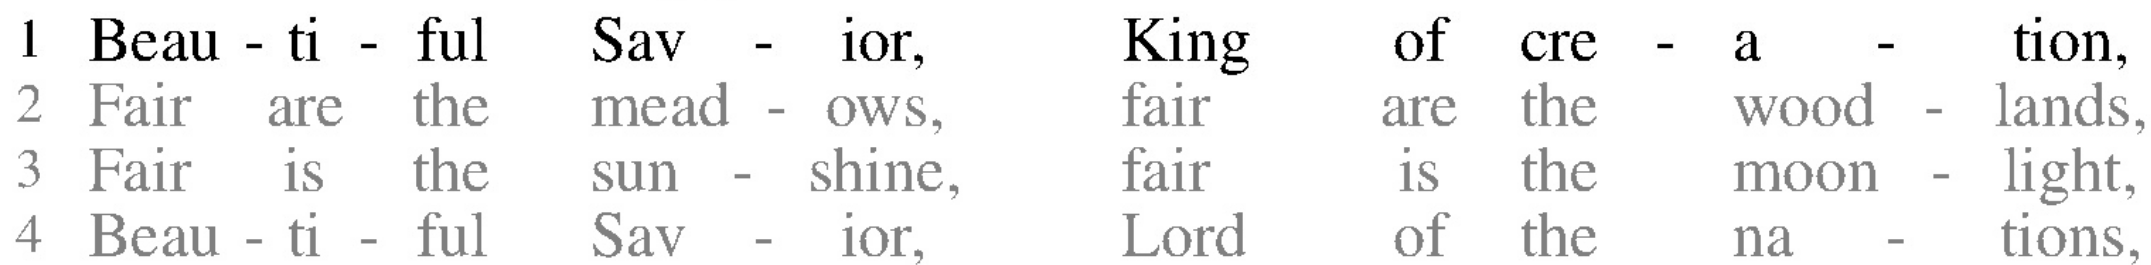 1 Beau - ti - ful Sav - ior, King of cre - a - tion,
2 Fair are the mead - ows, fair are the wood - lands,
3 Fair is the sun - shine, fair is the moon - light,
4 Beau - ti - ful Sav - ior, Lord of the na - tions,